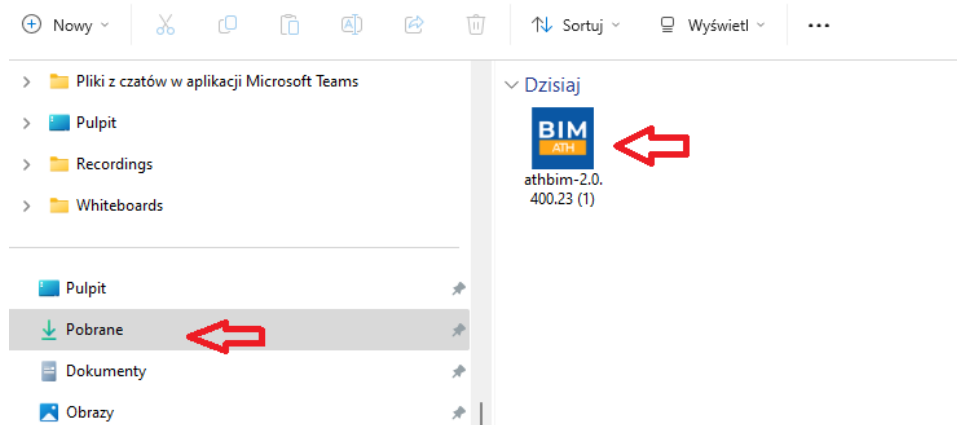 Nowy
Sortuj
Wyświetl
Pliki z czatów w aplikacji Microsoft Teams
Pulpit
Recordings
Whiteboards
Pulpit
Pobrane
Dokumenty
Obrazy
Dzisiaj
BIM
ATH
athbim-2.0.
400.23 (1)